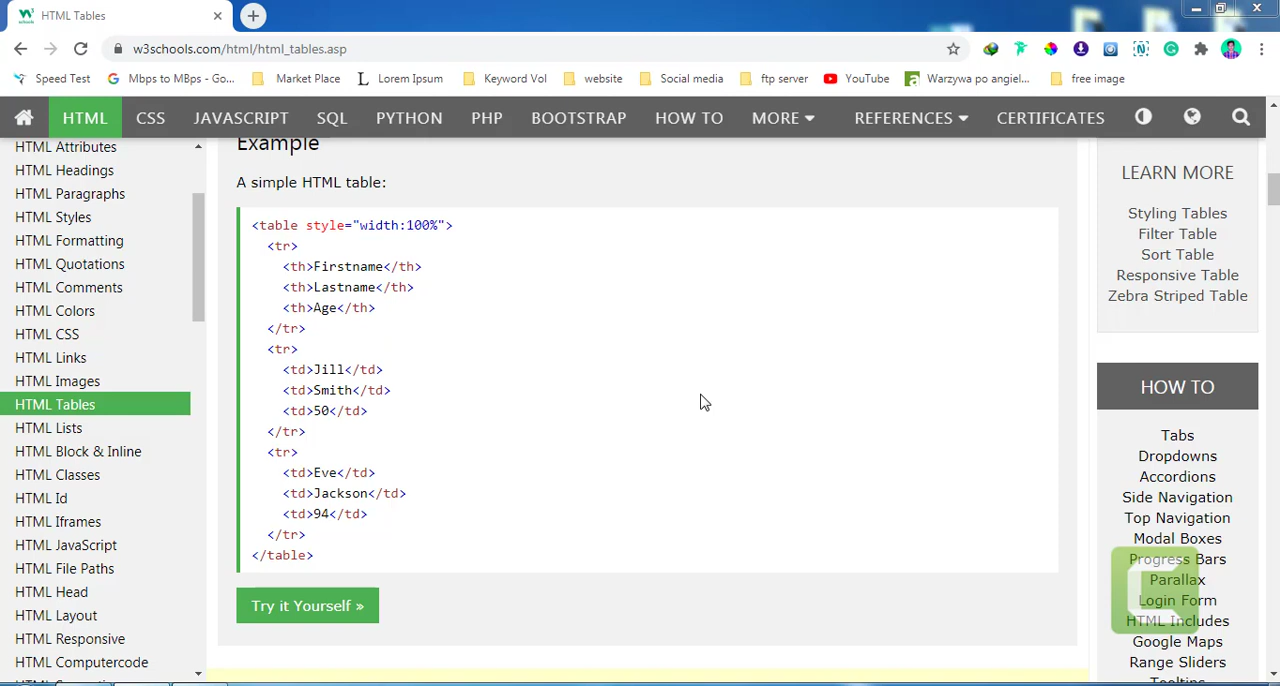 HTML Tables
w3schools.com/html/html_tables.asp
Speed Test
Mbps to MBps - Go...
Market Place
Lorem Ipsum
Keyword Vol
website
Social media
ftp server
YouTube
Warzywa po angiel...
free image
HTML
CSS
JAVASCRIPT
SQL
PYTHON
PHP
BOOTSTRAP
HOW TO
MORE
REFERENCES
CERTIFICATES
HTML Attributes
HTML Headings
HTML Paragraphs
HTML Styles
HTML Formatting
HTML Quotations
HTML Comments
HTML Colors
HTML CSS
HTML Links
HTML Images
HTML Tables
HTML Lists
HTML Block & Inline
HTML Classes
HTML Id
HTML Iframes
HTML JavaScript
HTML File Paths
HTML Head
HTML Layout
HTML Responsive
HTML Computercode
Example
A simple HTML table:
<table style="width:100%">
<tr>
<th>Firstname</th>
<th>Lastname</th>
<th>Age</th>
</tr>
<tr>
<td>Jill</td>
<td>Smith</td>
<td>50</td>
</tr>
<tr>
<td>Eve</td>
<td>Jackson</td>
<td>94</td>
</tr>
</table>
Try it Yourself »
LEARN MORE
Styling Tables
Filter Table
Sort Table
Responsive Table
Zebra Striped Table
HOW TO
Tabs
Dropdowns
Accordions
Side Navigation
Top Navigation
Modal Boxes
Progress Bars
Parallax
Login Form
HTML Includes
Google Maps
Range Sliders